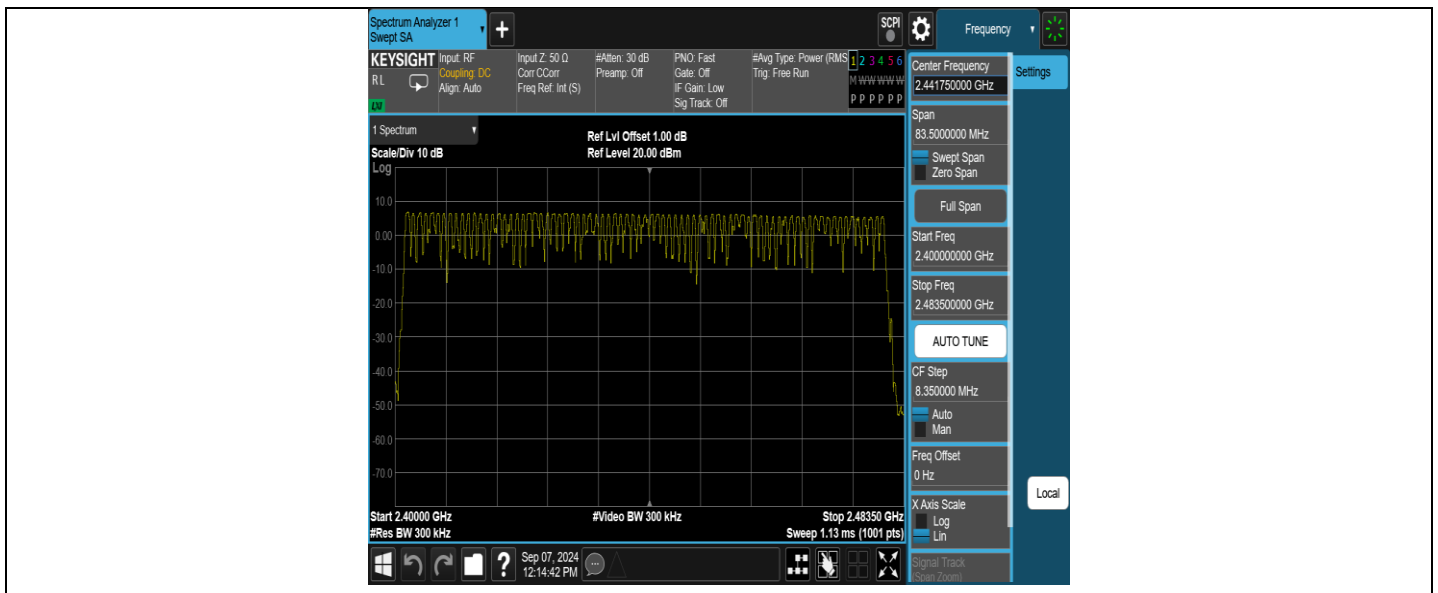 Spectrum Analyzer 1
Swept SA
+
SCPI
Frequency
KEYSIGHT
RL
LXI
Input: RF
Coupling: DC
Align: Auto
Input Z: 50 Ω
Corr CCorr
Freq Ref: Int (S)
#Atten: 30 dB
Preamp: Off
PNO: Fast
Gate: Off
IF Gain: Low
Sig Track: Off
#Avg Type: Power (RMS
Trig: Free Run
1 2 3 4 5 6
M W W W W W
P P P P P P
1 Spectrum
Scale/Div 10 dB
Log
Ref Lvl Offset 1.00 dB
Ref Level 20.00 dBm
10.0
0.00
-10.0
-20.0
-30.0
-40.0
-50.0
-60.0
-70.0
Start 2.40000 GHz
#Res BW 300 kHz
#Video BW 300 kHz
Stop 2.48350 GHz
Sweep 1.13 ms (1001 pts)
Center Frequency
2.441750000 GHz
Settings
Span
83.5000000 MHz
Swept Span
Zero Span
Full Span
Start Freq
2.400000000 GHz
Stop Freq
2.483500000 GHz
AUTO TUNE
CF Step
8.350000 MHz
Auto
Man
Freq Offset
0 Hz
X Axis Scale
Log
Lin
Local
Signal Track
(Span Zoom)
?
Sep 07, 2024
12:14:42 PM